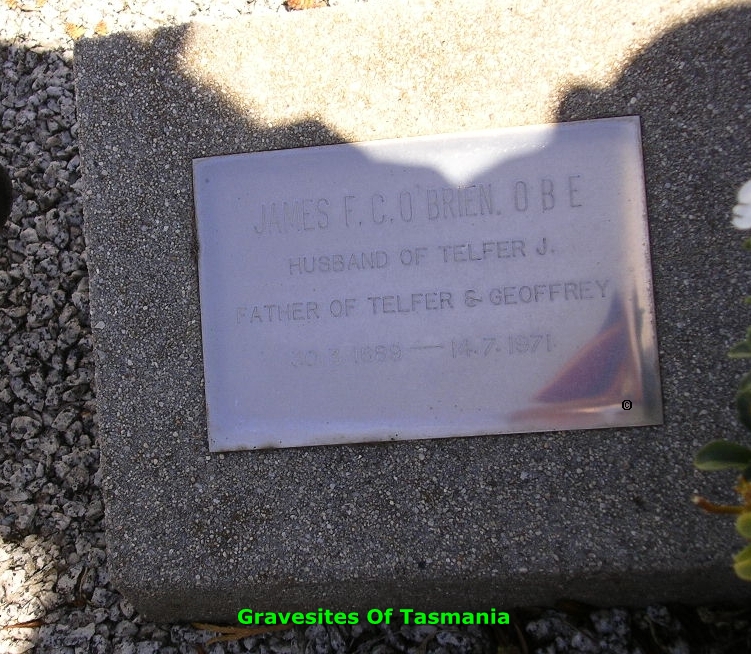 JAMES F. C. O'BRIEN. O B E
HUSBAND OF TELFER J.
FATHER OF TELFER & GEOFFREY
— 14.7.1971
©
Gravesites Of Tasmania